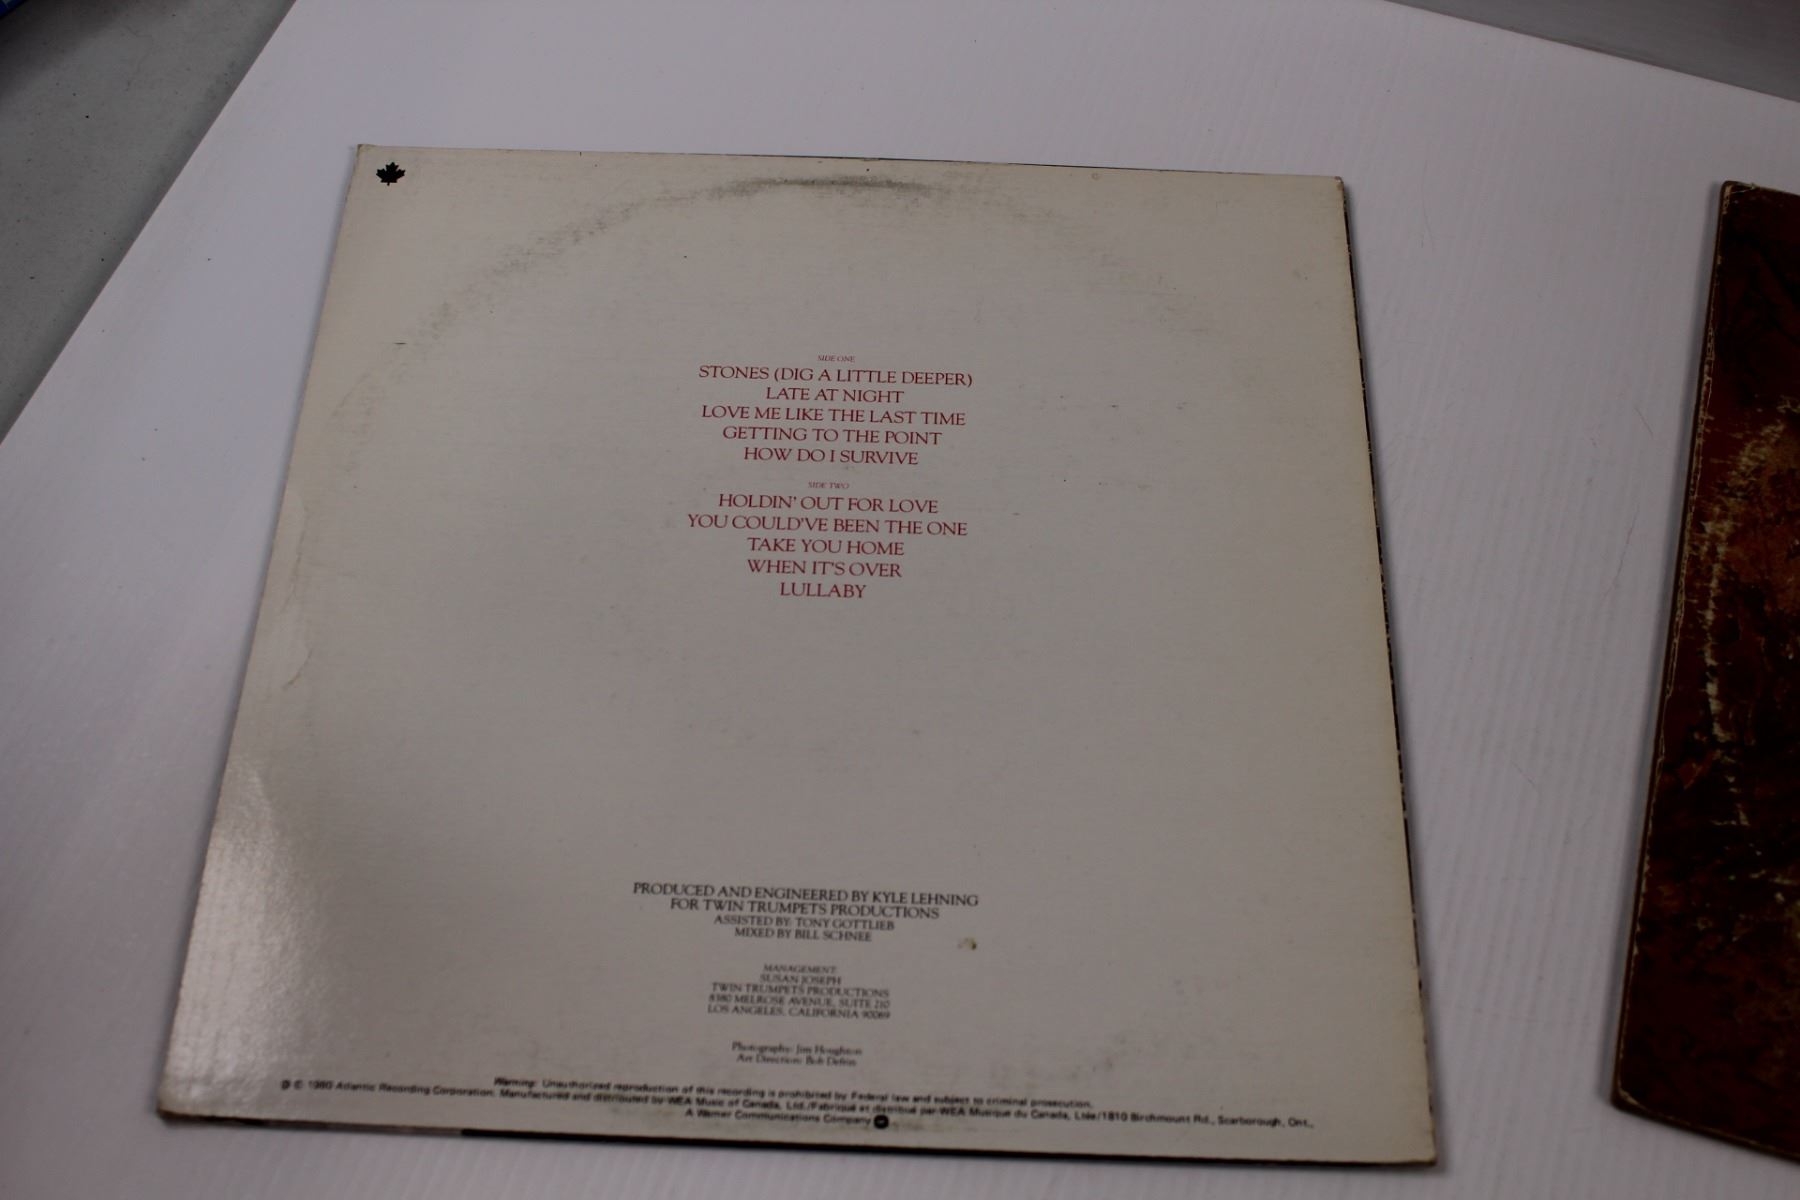 SIDE ONE
STONES (DIG A LITTLE DEEPER)
LATE AT NIGHT
LOVE ME LIKE THE LAST TIME
GETTING TO THE POINT
HOW DO I SURVIVE
SIDE TWO
HOLDIN' OUT FOR LOVE
YOU COULD'VE BEEN THE ONE
TAKE YOU HOME
WHEN IT'S OVER
LULLABY
PRODUCED AND ENGINEERED BY KYLE LEHNING
FOR TWIN TRUMPETS PRODUCTIONS
ASSISTED BY: TONY GOTTLIEB
MIXED BY BILL SCHNEE
MANAGEMENT:
SUSAN JOSEPH
TWIN TRUMPETS PRODUCTIONS
8380 MELROSE AVENUE, SUITE 210
LOS ANGELES, CALIFORNIA 90069
Photography: Jim Houghton
Art Direction: Bob Defrin
Warning: Unauthorized reproduction of this recording is prohibited by Federal law and subject to criminal prosecution.
℗ © 1980 Atlantic Recording Corporation. Manufactured and distributed by WEA Music of Canada, Ltd./Fabriqué et distribué par WEA Musique du Canada, Ltée/1810 Birchmount Rd., Scarborough, Ont.,
A Warner Communications Company